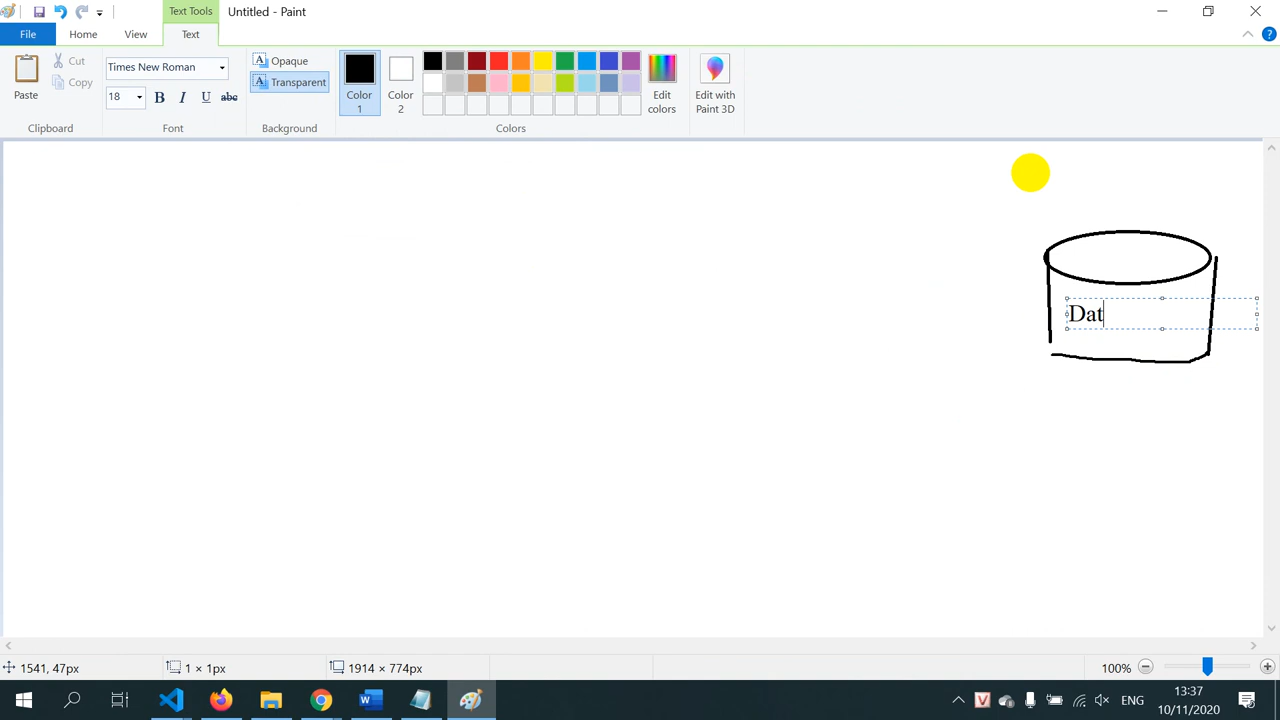 Text Tools
Untitled - Paint
File
Home
View
Text
Paste
Cut
Copy
Clipboard
Times New Roman
18
B
I
U
abc
Font
A
Opaque
A
Transparent
Background
Color
1
Color
2
Colors
Edit
colors
Edit with
Paint 3D
?
Dat
1541, 47px
1 × 1px
1914 × 774px
100%
V
ENG
13:37
10/11/2020